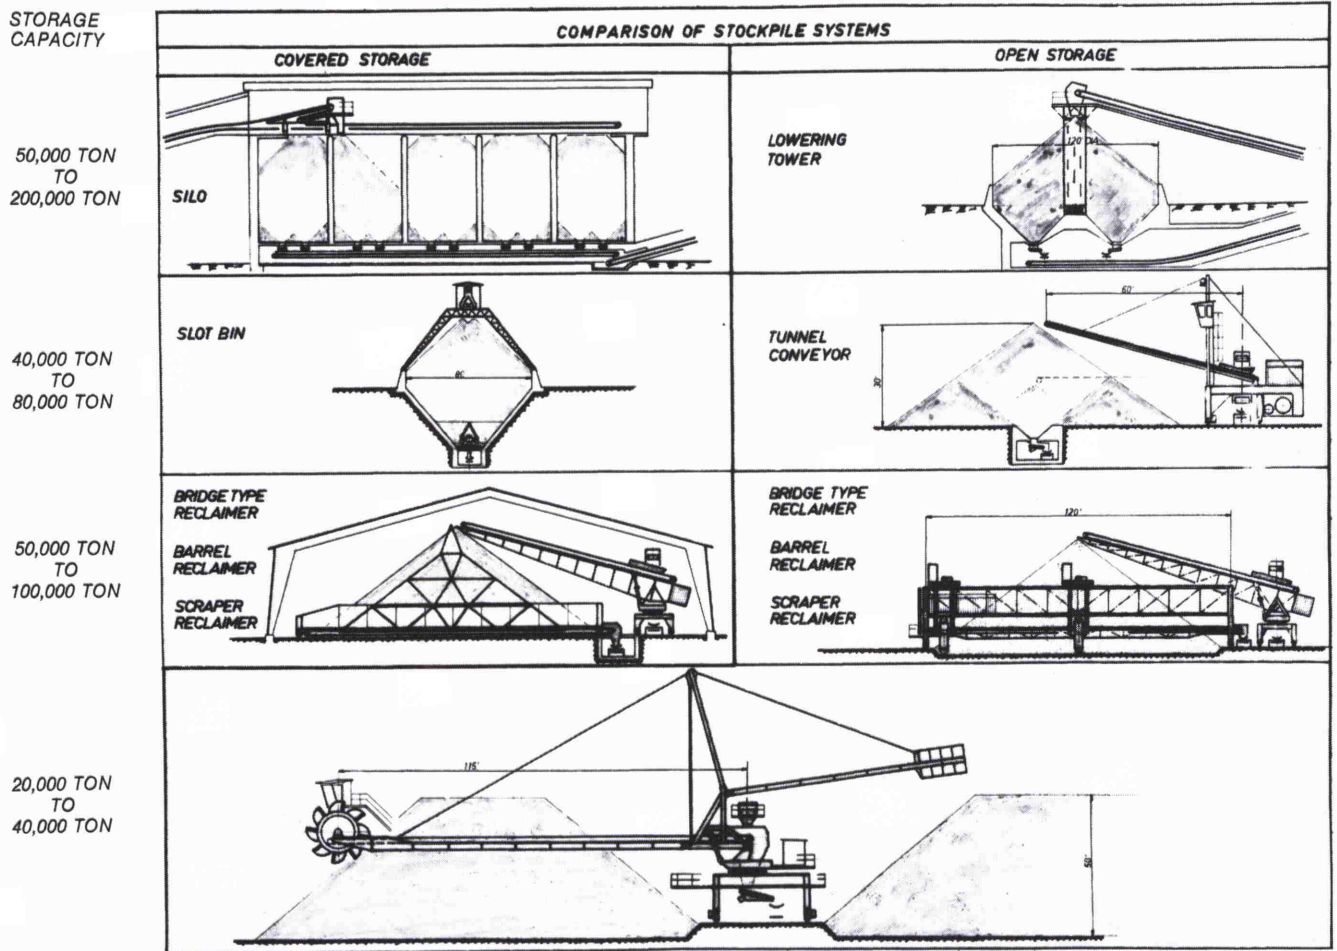 STORAGE
CAPACITY
COMPARISON OF STOCKPILE SYSTEMS
COVERED STORAGE
OPEN STORAGE
50,000 TON
TO
200,000 TON
SILO
LOWERING
TOWER
120' DIA
40,000 TON
TO
80,000 TON
SLOT BIN
TUNNEL
CONVEYOR
60'
30'
50,000 TON
TO
100,000 TON
BRIDGE TYPE
RECLAIMER
BARREL
RECLAIMER
SCRAPER
RECLAIMER
BRIDGE TYPE
RECLAIMER
BARREL
RECLAIMER
SCRAPER
RECLAIMER
120'
20,000 TON
TO
40,000 TON
115'
50'